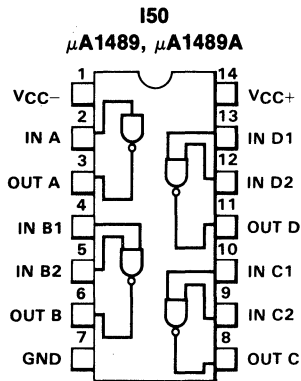 I50
μA1489, μA1489A
1 14
VCC− VCC+
2 13
IN A IN D1
3 12
OUT A IN D2
4 11
IN B1 OUT D
5 10
IN B2 IN C1
6 9
OUT B IN C2
7 8
GND OUT C